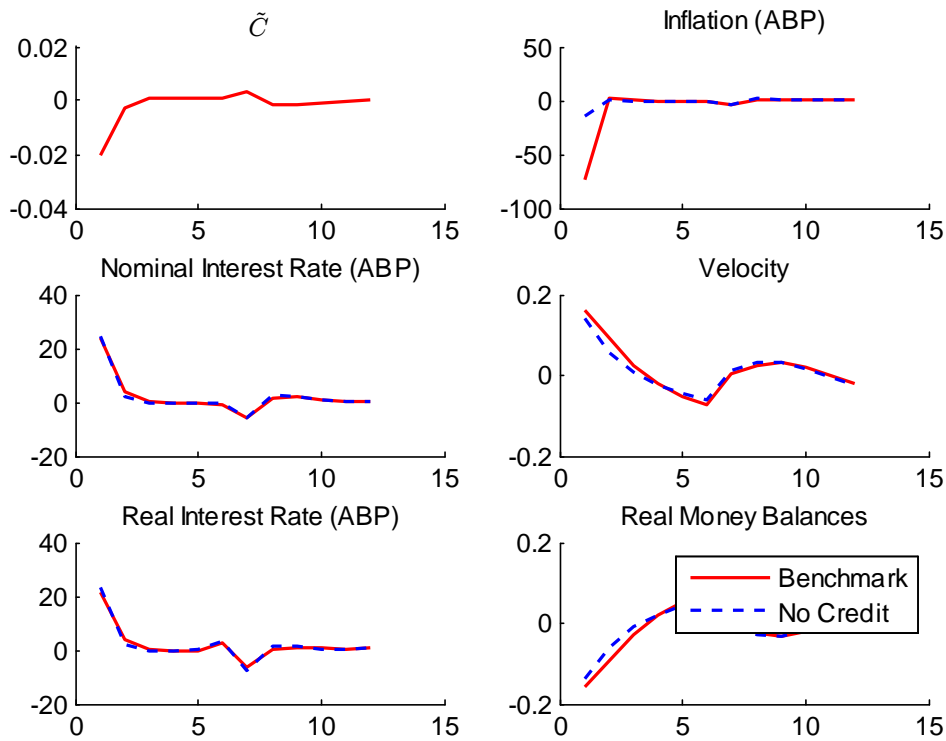 C̃
0.02
0
-0.02
-0.04
0 5 10 15
Inflation (ABP)
50
0
-50
-100
0 5 10 15
Nominal Interest Rate (ABP)
40
20
0
-20
0 5 10 15
Velocity
0.2
0
-0.2
0 5 10 15
Real Interest Rate (ABP)
40
20
0
-20
0 5 10 15
Real Money Balances
0.2
0
-0.2
0 5 10 15
Benchmark
No Credit